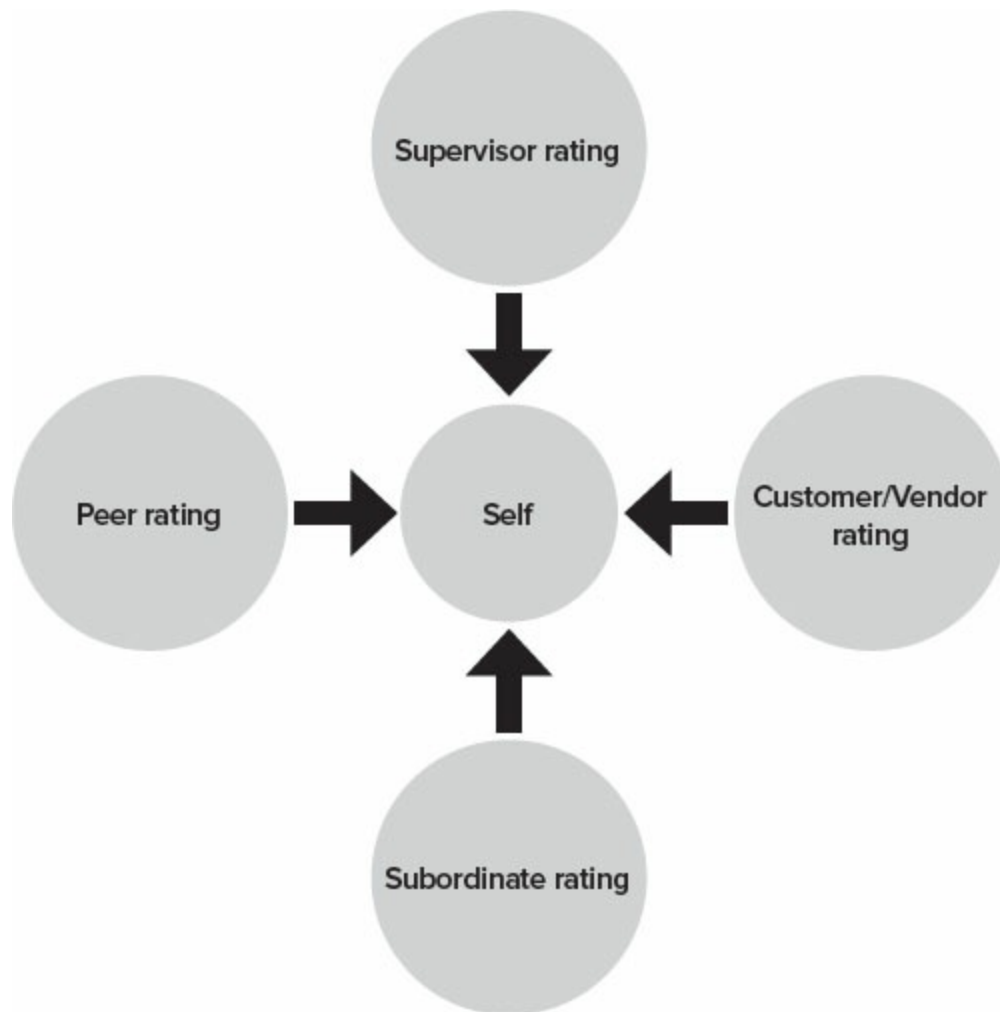 Supervisor rating
Peer rating
Self
Customer/Vendor
rating
Subordinate rating